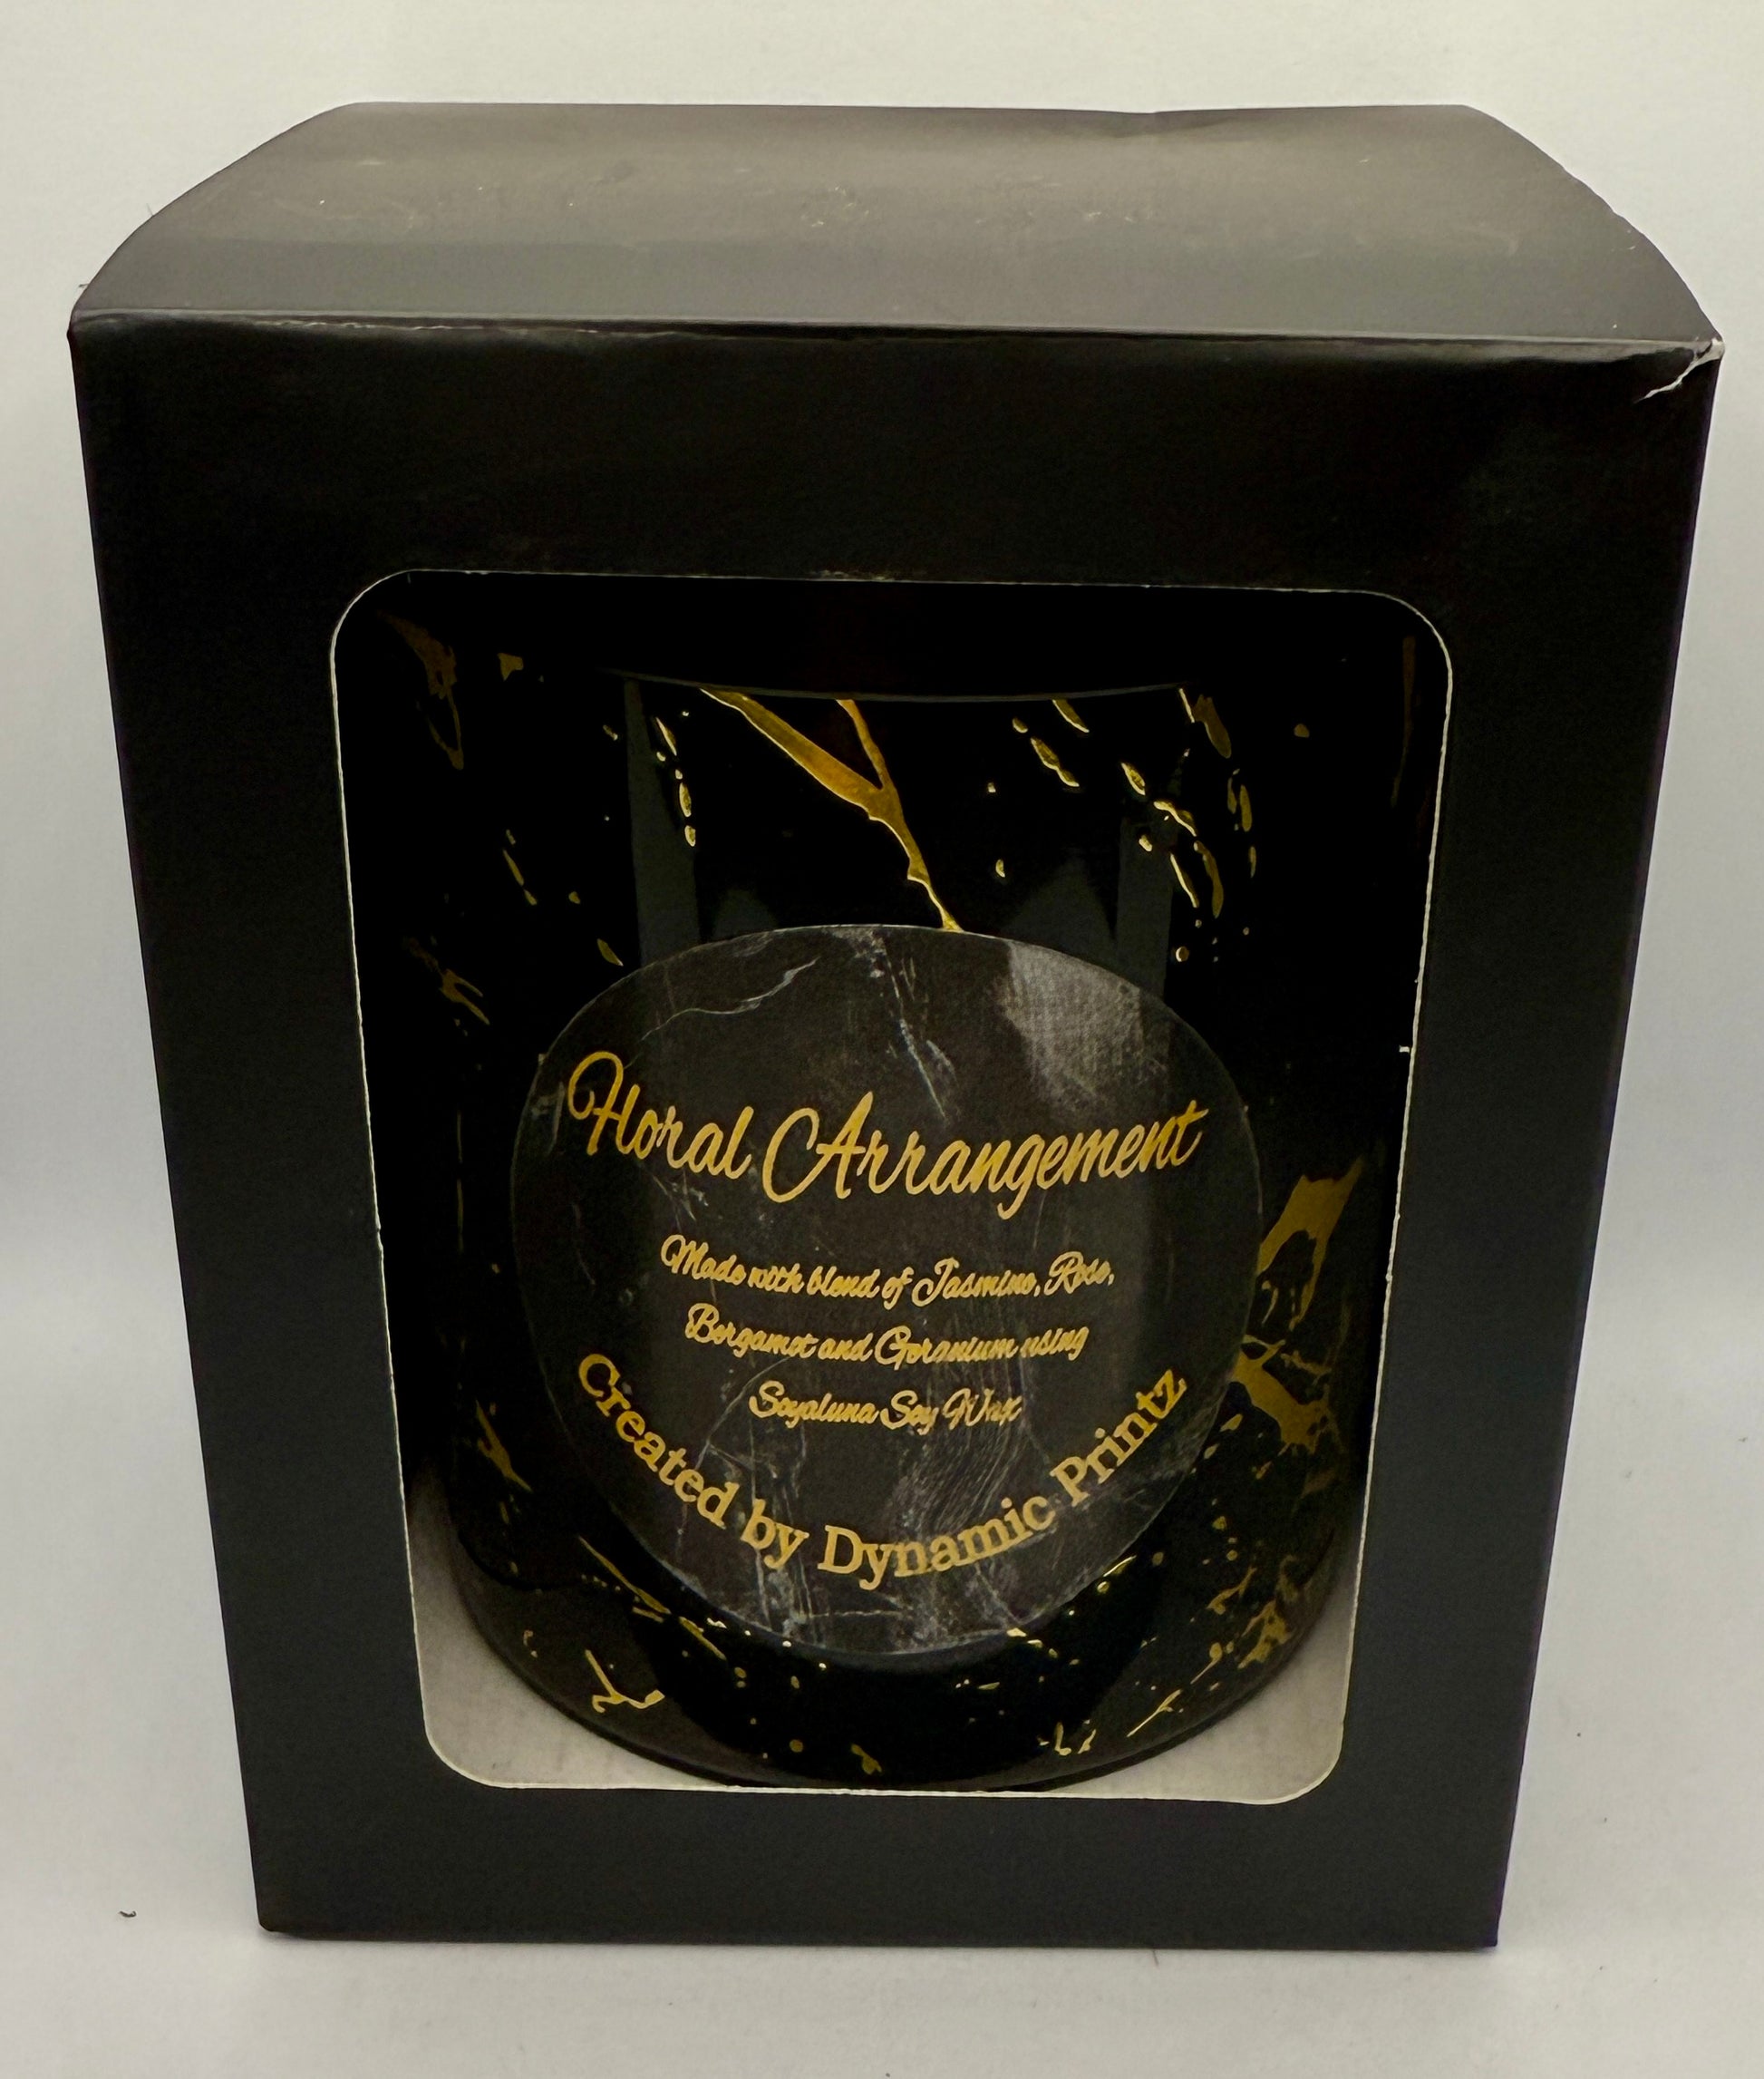 Floral Arrangement
Made with blend of Jasmine, Rose,
Bergamot and Geranium using
Soyaluna Soy Wax
Created by Dynamic Printz